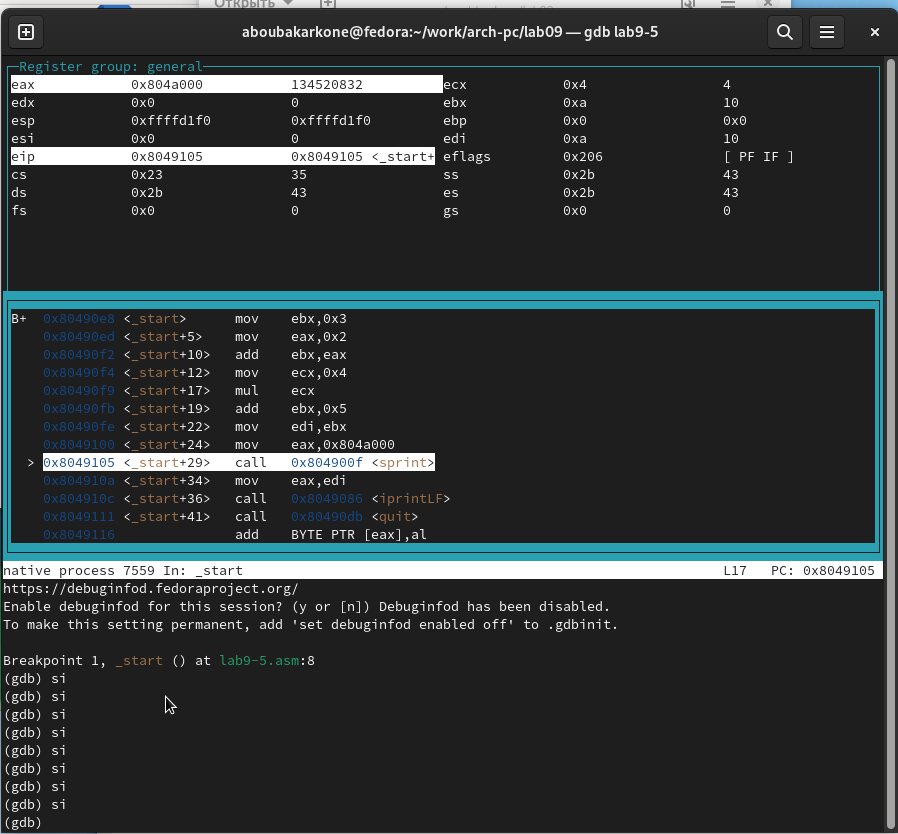 Открыть
aboubakarkone@fedora:~/work/arch-pc/lab09 — gdb lab9-5
Register group: general
eax 0x804a000 134520832 ecx 0x4 4
edx 0x0 0 ebx 0xa 10
esp 0xffffd1f0 0xffffd1f0 ebp 0x0 0x0
esi 0x0 0 edi 0xa 10
eip 0x8049105 0x8049105 <_start+ eflags 0x206 [ PF IF ]
cs 0x23 35 ss 0x2b 43
ds 0x2b 43 es 0x2b 43
fs 0x0 0 gs 0x0 0
B+ 0x80490e8 <_start> mov ebx,0x3
0x80490ed <_start+5> mov eax,0x2
0x80490f2 <_start+10> add ebx,eax
0x80490f4 <_start+12> mov ecx,0x4
0x80490f9 <_start+17> mul ecx
0x80490fb <_start+19> add ebx,0x5
0x80490fe <_start+22> mov edi,ebx
0x8049100 <_start+24> mov eax,0x804a000
> 0x8049105 <_start+29> call 0x804900f <sprint>
0x804910a <_start+34> mov eax,edi
0x804910c <_start+36> call 0x8049086 <iprintLF>
0x8049111 <_start+41> call 0x80490db <quit>
0x8049116 add BYTE PTR [eax],al
native process 7559 In: _start L17 PC: 0x8049105
https://debuginfod.fedoraproject.org/
Enable debuginfod for this session? (y or [n]) Debuginfod has been disabled.
To make this setting permanent, add 'set debuginfod enabled off' to .gdbinit.
Breakpoint 1, _start () at lab9-5.asm:8
(gdb) si
(gdb) si
(gdb) si
(gdb) si
(gdb) si
(gdb) si
(gdb) si
(gdb) si
(gdb)